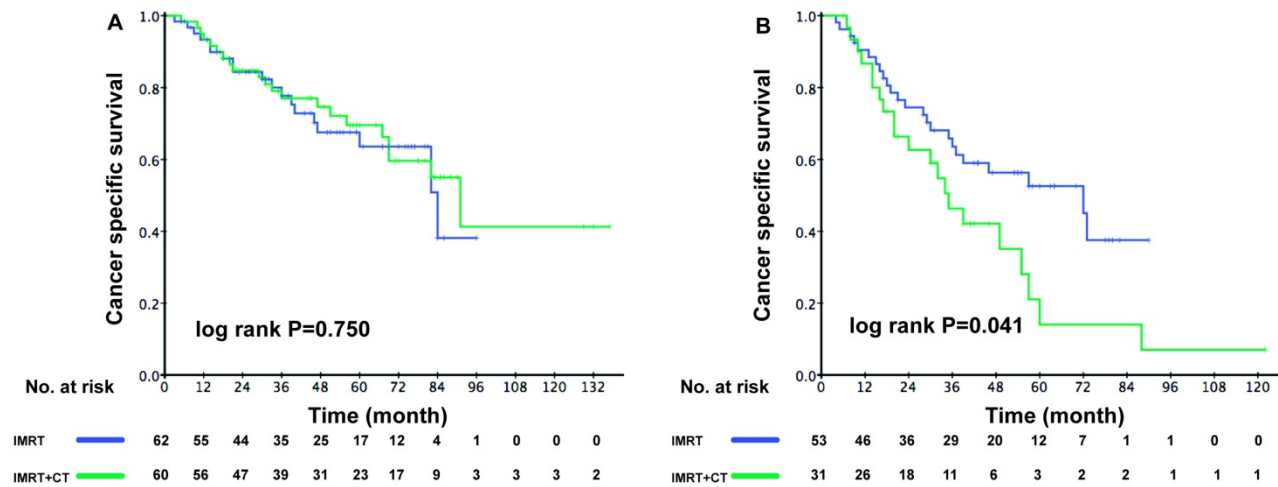 A
Cancer specific survival
1.0
0.8
0.6
0.4
0.2
0.0
log rank P=0.750
0 12 24 36 48 60 72 84 96 108 120 132
No. at risk
Time (month)
IMRT 62 55 44 35 25 17 12 4 1 0 0 0
IMRT+CT 60 56 47 39 31 23 17 9 3 3 3 2
B
Cancer specific survival
1.0
0.8
0.6
0.4
0.2
0.0
log rank P=0.041
0 12 24 36 48 60 72 84 96 108 120
No. at risk
Time (month)
IMRT 53 46 36 29 20 12 7 1 1 0 0
IMRT+CT 31 26 18 11 6 3 2 2 1 1 1